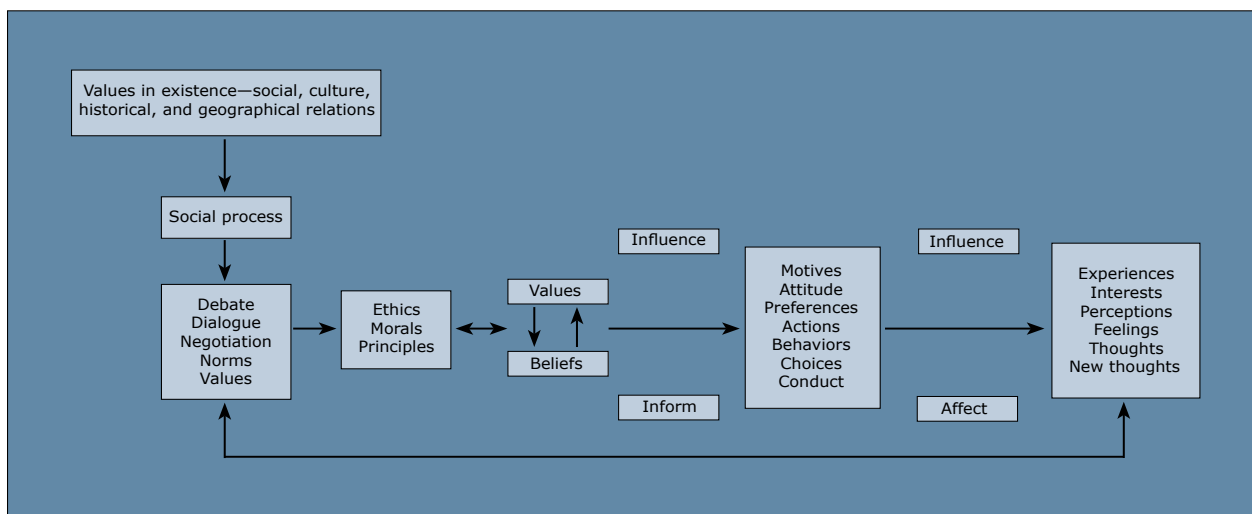 Values in existence—social, culture,
historical, and geographical relations
Social process
Debate
Dialogue
Negotiation
Norms
Values
Ethics
Morals
Principles
Values
Beliefs
Influence
Inform
Motives
Attitude
Preferences
Actions
Behaviors
Choices
Conduct
Influence
Affect
Experiences
Interests
Perceptions
Feelings
Thoughts
New thoughts